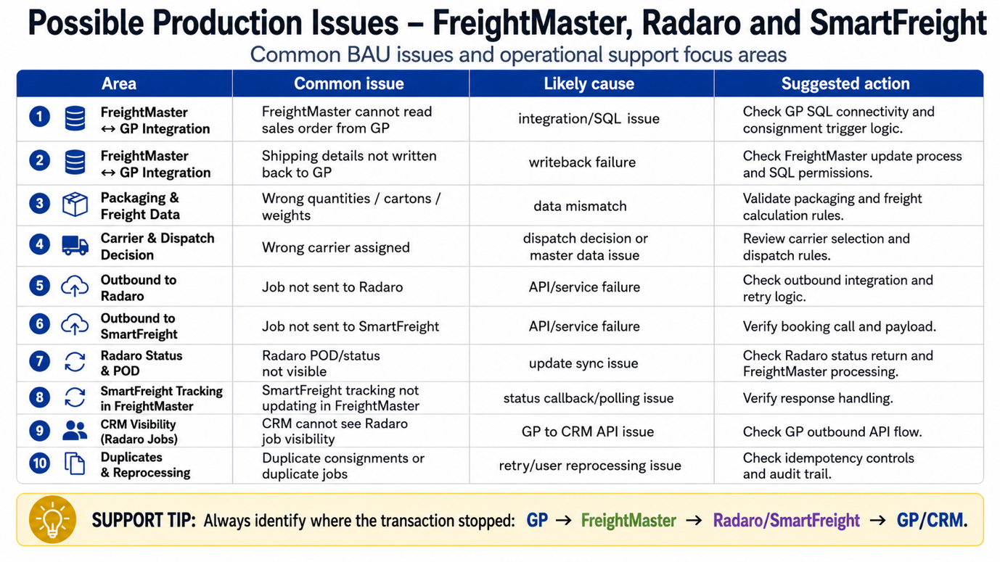 Possible Production Issues – FreightMaster, Radaro and SmartFreight
Common BAU issues and operational support focus areas
Area
Common issue
Likely cause
Suggested action
1
FreightMaster
↔ GP Integration
FreightMaster cannot read
sales order from GP
integration/SQL issue
Check GP SQL connectivity and
consignment trigger logic.
2
FreightMaster
↔ GP Integration
Shipping details not written
back to GP
writeback failure
Check FreightMaster update process
and SQL permissions.
3
Packaging &
Freight Data
Wrong quantities / cartons /
weights
data mismatch
Validate packaging and freight
calculation rules.
4
Carrier & Dispatch
Decision
Wrong carrier assigned
dispatch decision or
master data issue
Review carrier selection and
dispatch rules.
5
Outbound to
Radaro
Job not sent to Radaro
API/service failure
Check outbound integration and
retry logic.
6
Outbound to
SmartFreight
Job not sent to SmartFreight
API/service failure
Verify booking call and payload.
7
Radaro Status
& POD
Radaro POD/status
not visible
update sync issue
Check Radaro status return and
FreightMaster processing.
8
SmartFreight Tracking
in FreightMaster
SmartFreight tracking not
updating in FreightMaster
status callback/polling issue
Verify response handling.
9
CRM Visibility
(Radaro Jobs)
CRM cannot see Radaro
job visibility
GP to CRM API issue
Check GP outbound API flow.
10
Duplicates
& Reprocessing
Duplicate consignments or
duplicate jobs
retry/user reprocessing issue
Check idempotency controls
and audit trail.
SUPPORT TIP: Always identify where the transaction stopped: GP → FreightMaster → Radaro/SmartFreight → GP/CRM.